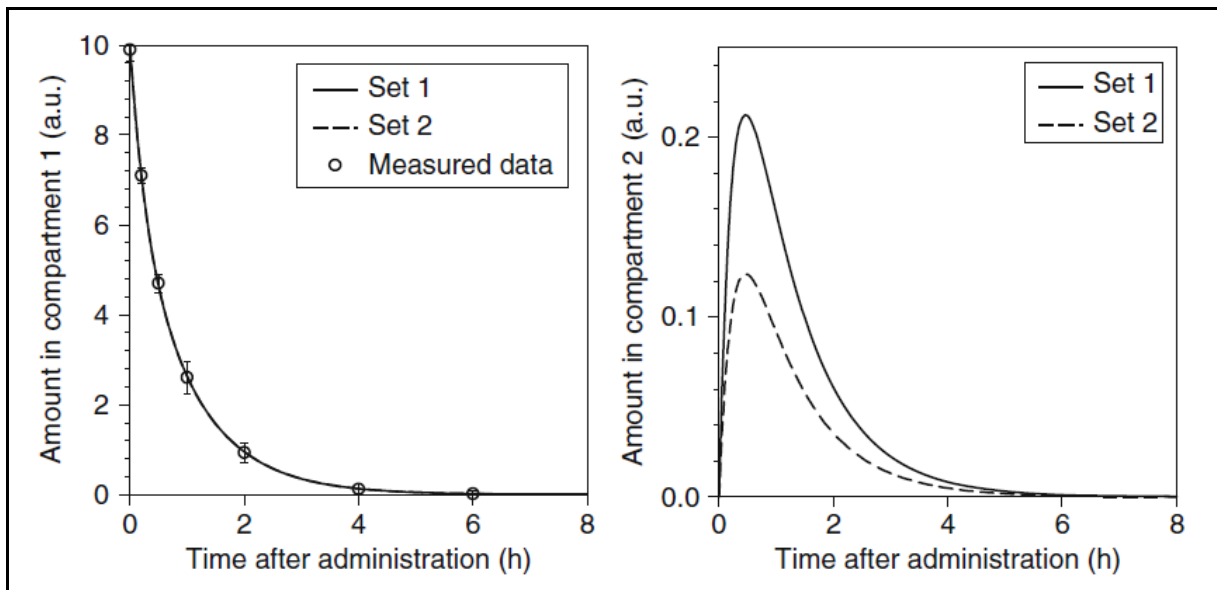 Amount in compartment 1 (a.u.)
10
8
6
4
2
0
Set 1
Set 2
Measured data
0 2 4 6 8
Time after administration (h)
Amount in compartment 2 (a.u.)
0.2
0.1
0.0
Set 1
Set 2
0 2 4 6 8
Time after administration (h)